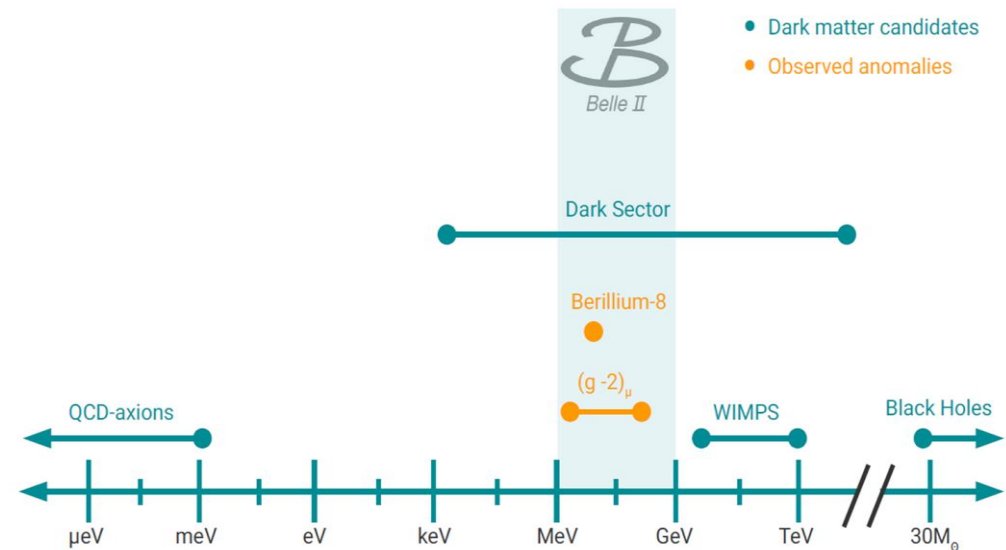 B
Belle II
Dark matter candidates
Observed anomalies
Dark Sector
Berillium-8
(g -2)μ
QCD-axions
WIMPS
Black Holes
μeV
meV
eV
keV
MeV
GeV
TeV
30M⊙